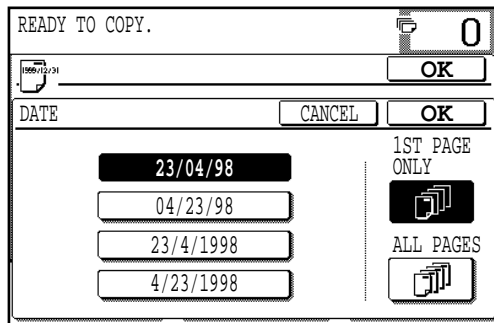 READY TO COPY.
0
1999/12/31
OK
DATE
CANCEL
OK
1ST PAGE
ONLY
23/04/98
04/23/98
23/4/1998
ALL PAGES
4/23/1998